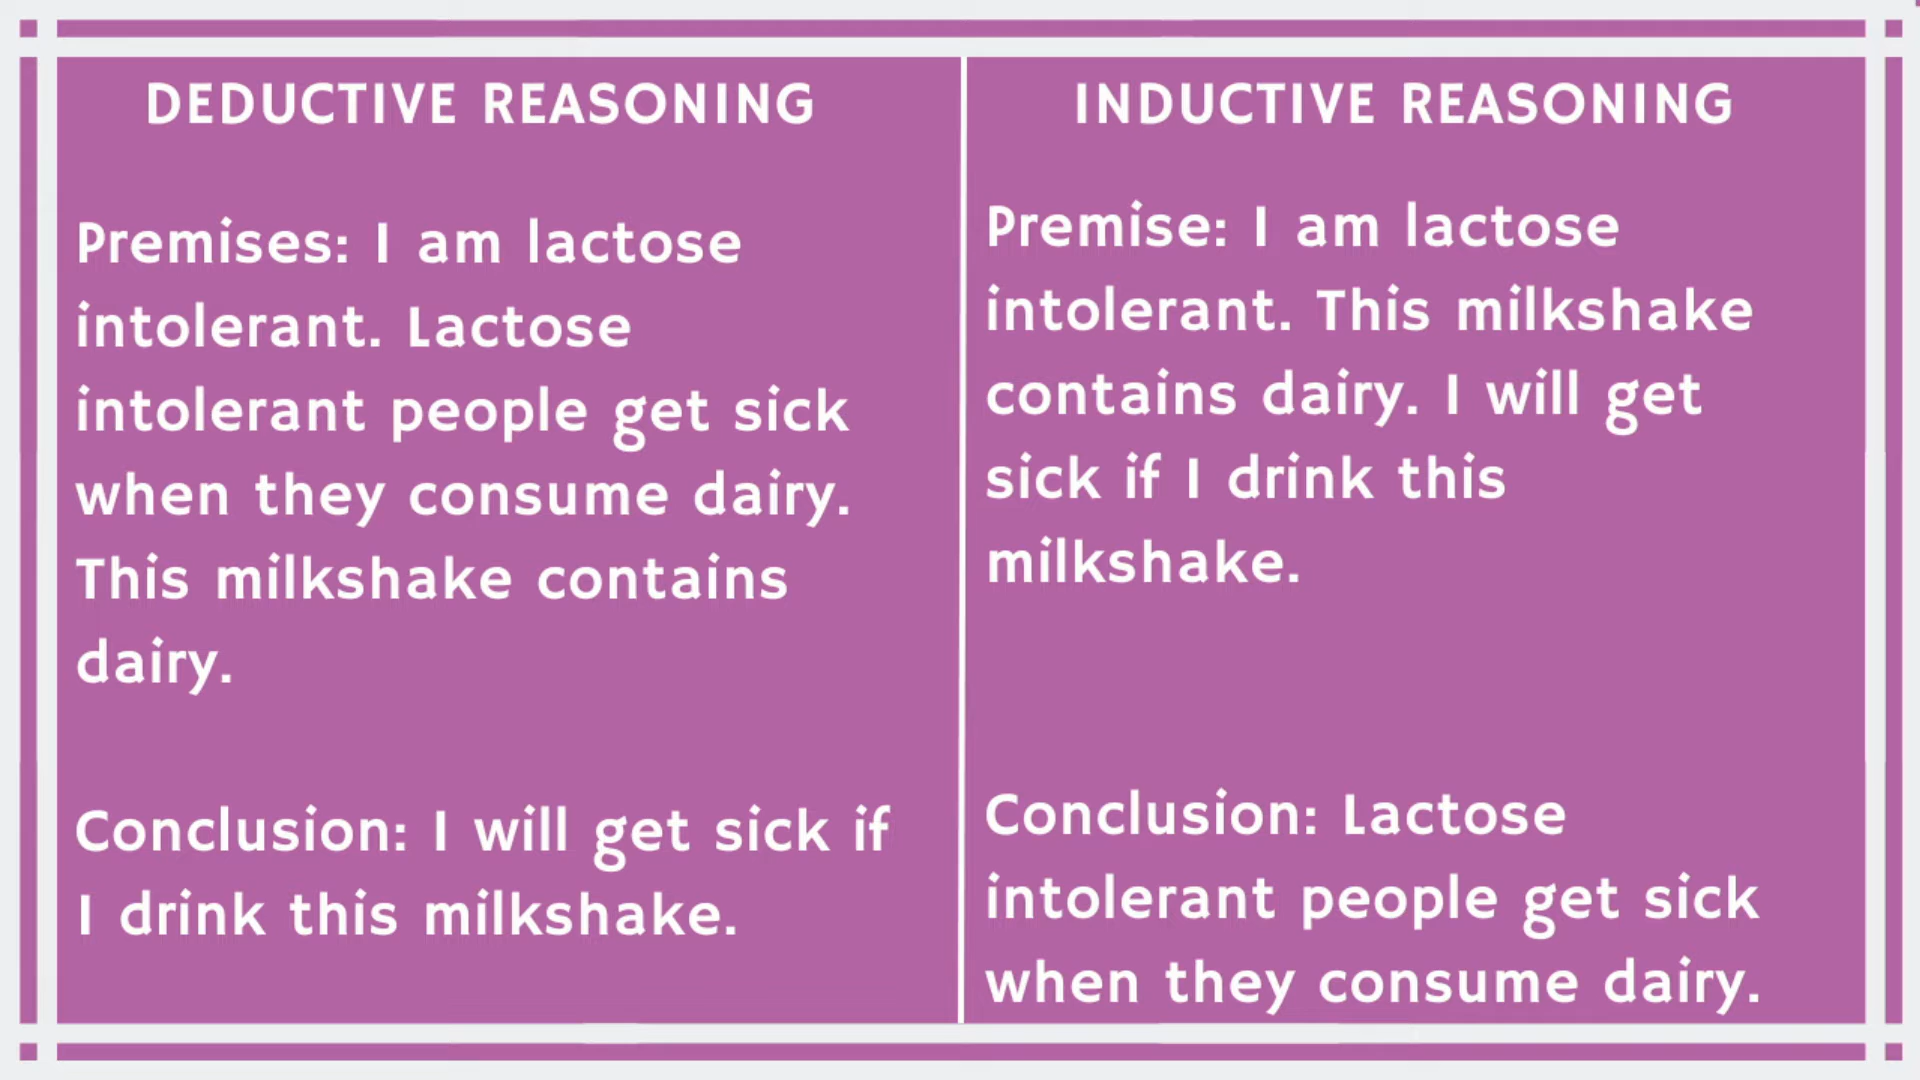 DEDUCTIVE REASONING
Premises: I am lactose
intolerant. Lactose
intolerant people get sick
when they consume dairy.
This milkshake contains
dairy.
Conclusion: I will get sick if
I drink this milkshake.
INDUCTIVE REASONING
Premise: I am lactose
intolerant. This milkshake
contains dairy. I will get
sick if I drink this
milkshake.
Conclusion: Lactose
intolerant people get sick
when they consume dairy.